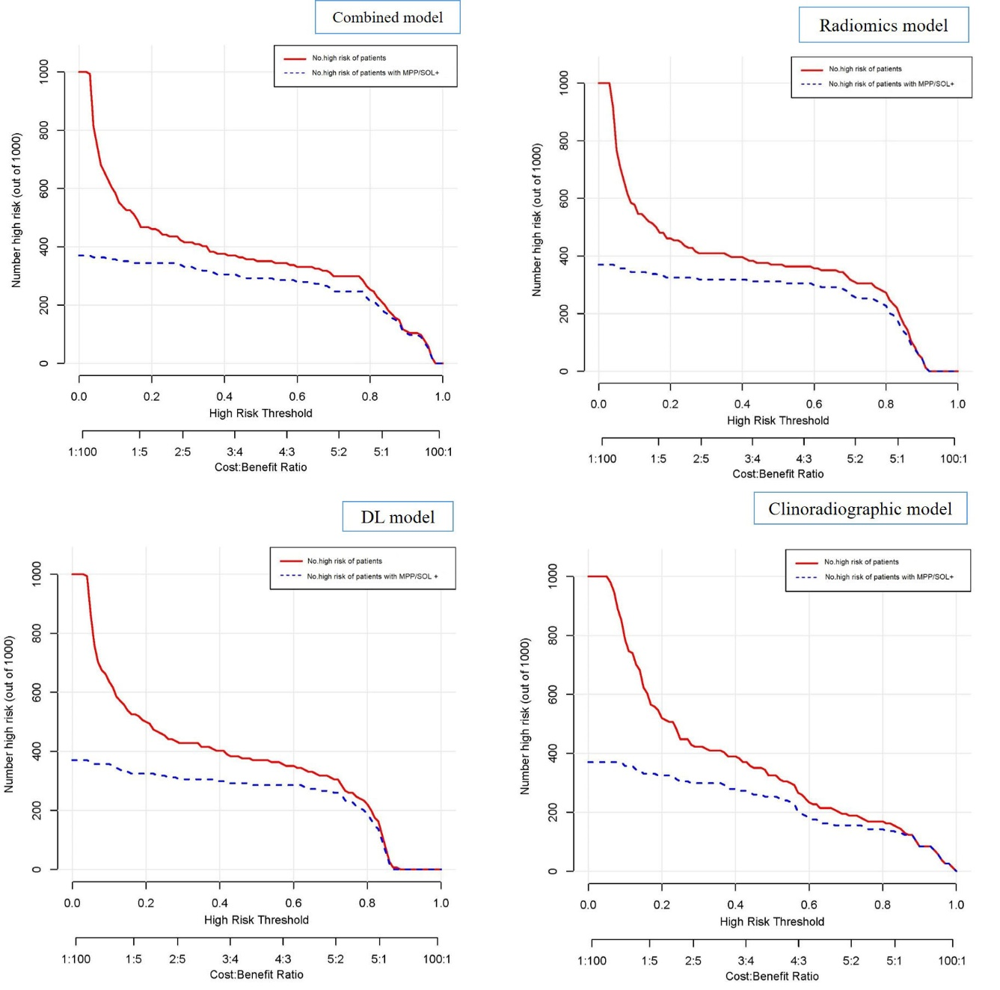 Combined model
No.high risk of patients
No.high risk of patients with MPP/SOL+
Number high risk (out of 1000)
1000
800
600
400
200
0
0.0 0.2 0.4 0.6 0.8 1.0
High Risk Threshold
1:100 1:5 2:5 3:4 4:3 5:2 5:1 100:1
Cost:Benefit Ratio
Radiomics model
No.high risk of patients
No.high risk of patients with MPP/SOL+
Number high risk (out of 1000)
1000
800
600
400
200
0
0.0 0.2 0.4 0.6 0.8 1.0
High Risk Threshold
1:100 1:5 2:5 3:4 4:3 5:2 5:1 100:1
Cost:Benefit Ratio
DL model
No.high risk of patients
No.high risk of patients with MPP/SOL +
Number high risk (out of 1000)
1000
800
600
400
200
0
0.0 0.2 0.4 0.6 0.8 1.0
High Risk Threshold
1:100 1:5 2:5 3:4 4:3 5:2 5:1 100:1
Cost:Benefit Ratio
Clinoradiographic model
No.high risk of patients
No.high risk of patients with MPP/SOL+
Number high risk (out of 1000)
1000
800
600
400
200
0
0.0 0.2 0.4 0.6 0.8 1.0
High Risk Threshold
1:100 1:5 2:5 3:4 4:3 5:2 5:1 100:1
Cost:Benefit Ratio